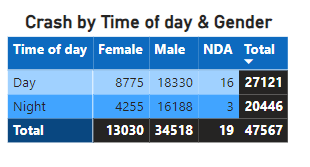 Crash by Time of day & Gender
Time of day Female Male NDA Total
Day 8775 18330 16 27121
Night 4255 16188 3 20446
Total 13030 34518 19 47567